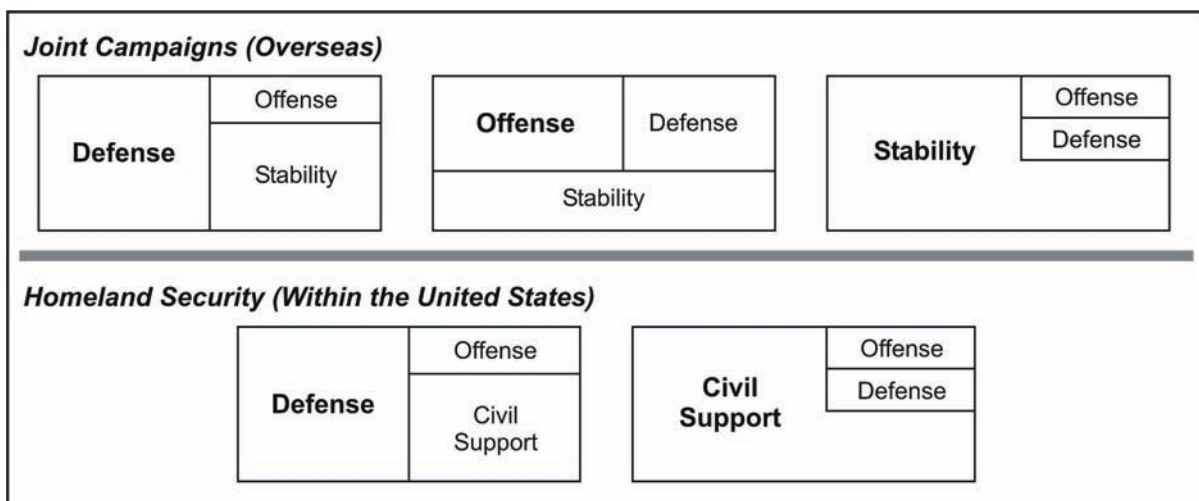 Joint Campaigns (Overseas)
Defense
Offense
Stability
Offense
Defense
Stability
Stability
Offense
Defense
Homeland Security (Within the United States)
Defense
Offense
Civil
Support
Civil
Support
Offense
Defense